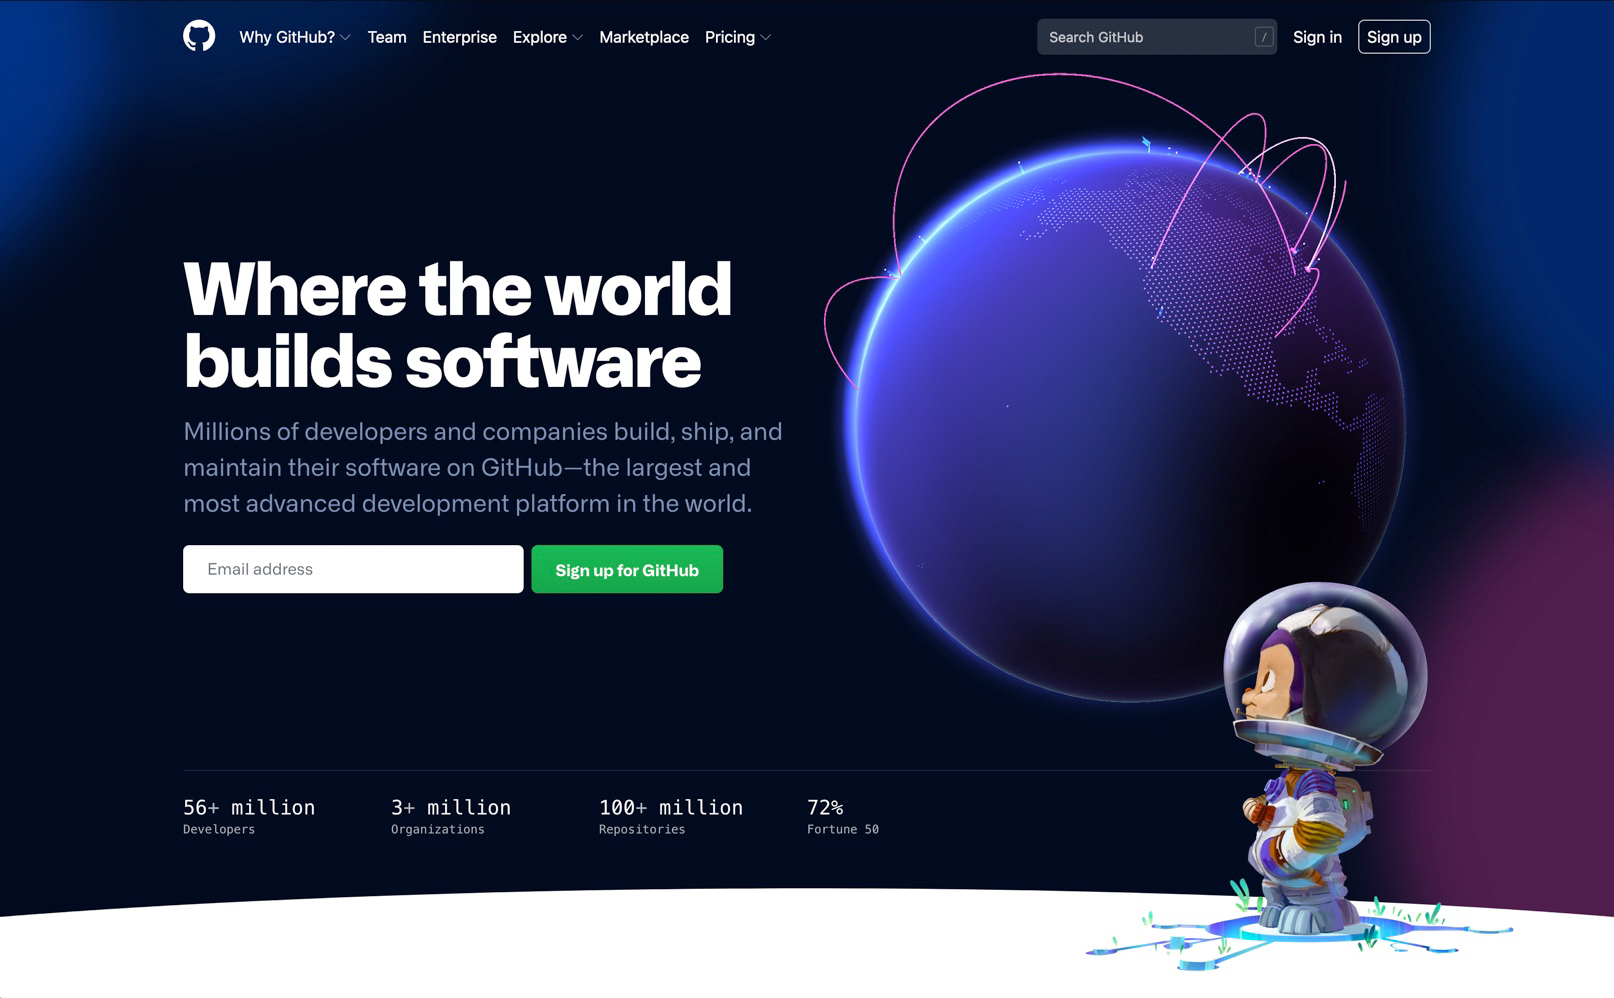 Why GitHub? Team Enterprise Explore Marketplace Pricing Search GitHub / Sign in Sign up
Where the world
builds software
Millions of developers and companies build, ship, and
maintain their software on GitHub—the largest and
most advanced development platform in the world.
Email address Sign up for GitHub
56+ million 3+ million 100+ million 72%
Developers Organizations Repositories Fortune 50